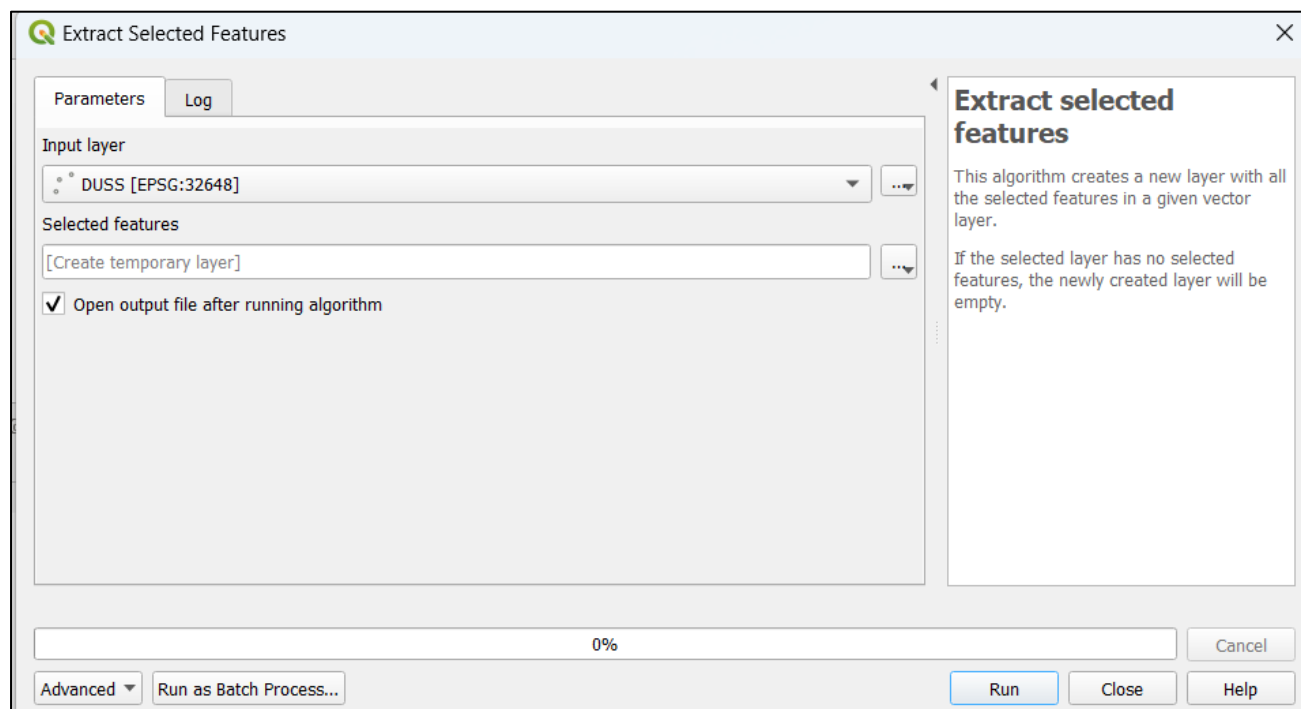 Extract Selected Features
Parameters
Log
Input layer
DUSS [EPSG:32648]
...
Selected features
[Create temporary layer]
...
Open output file after running algorithm
Extract selected
features
This algorithm creates a new layer with all
the selected features in a given vector
layer.
If the selected layer has no selected
features, the newly created layer will be
empty.
0%
Cancel
Advanced
Run as Batch Process...
Run
Close
Help